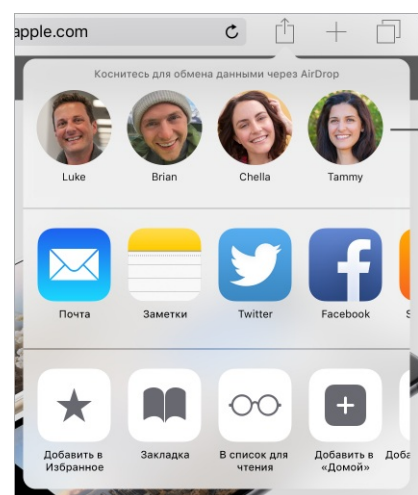 apple.com
Коснитесь для обмена данными через AirDrop
Luke Brian Chella Tammy
Почта Заметки Twitter Facebook S
Добавить в Избранное Закладка В список для чтения Добавить в «Домой» Доба